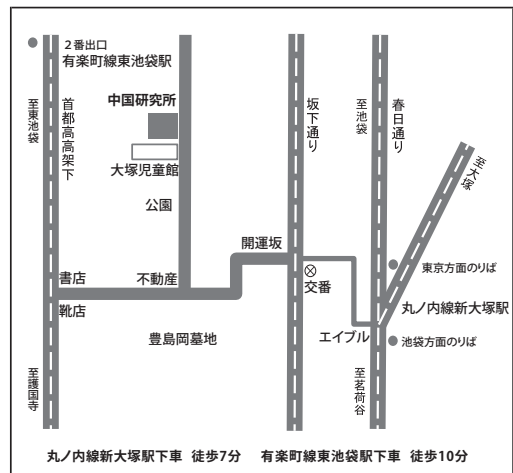 ２番出口
有楽町線東池袋駅
至東池袋
首都高高架下
中国研究所
大塚児童館
公園
坂下通り
至池袋
春日通り
至大塚
開運坂
書店
不動産
交番
東京方面のりば
丸ノ内線新大塚駅
靴店
豊島岡墓地
エイブル
池袋方面のりば
至護国寺
至茗荷谷
丸ノ内線新大塚駅下車 徒歩7分 有楽町線東池袋駅下車 徒歩10分